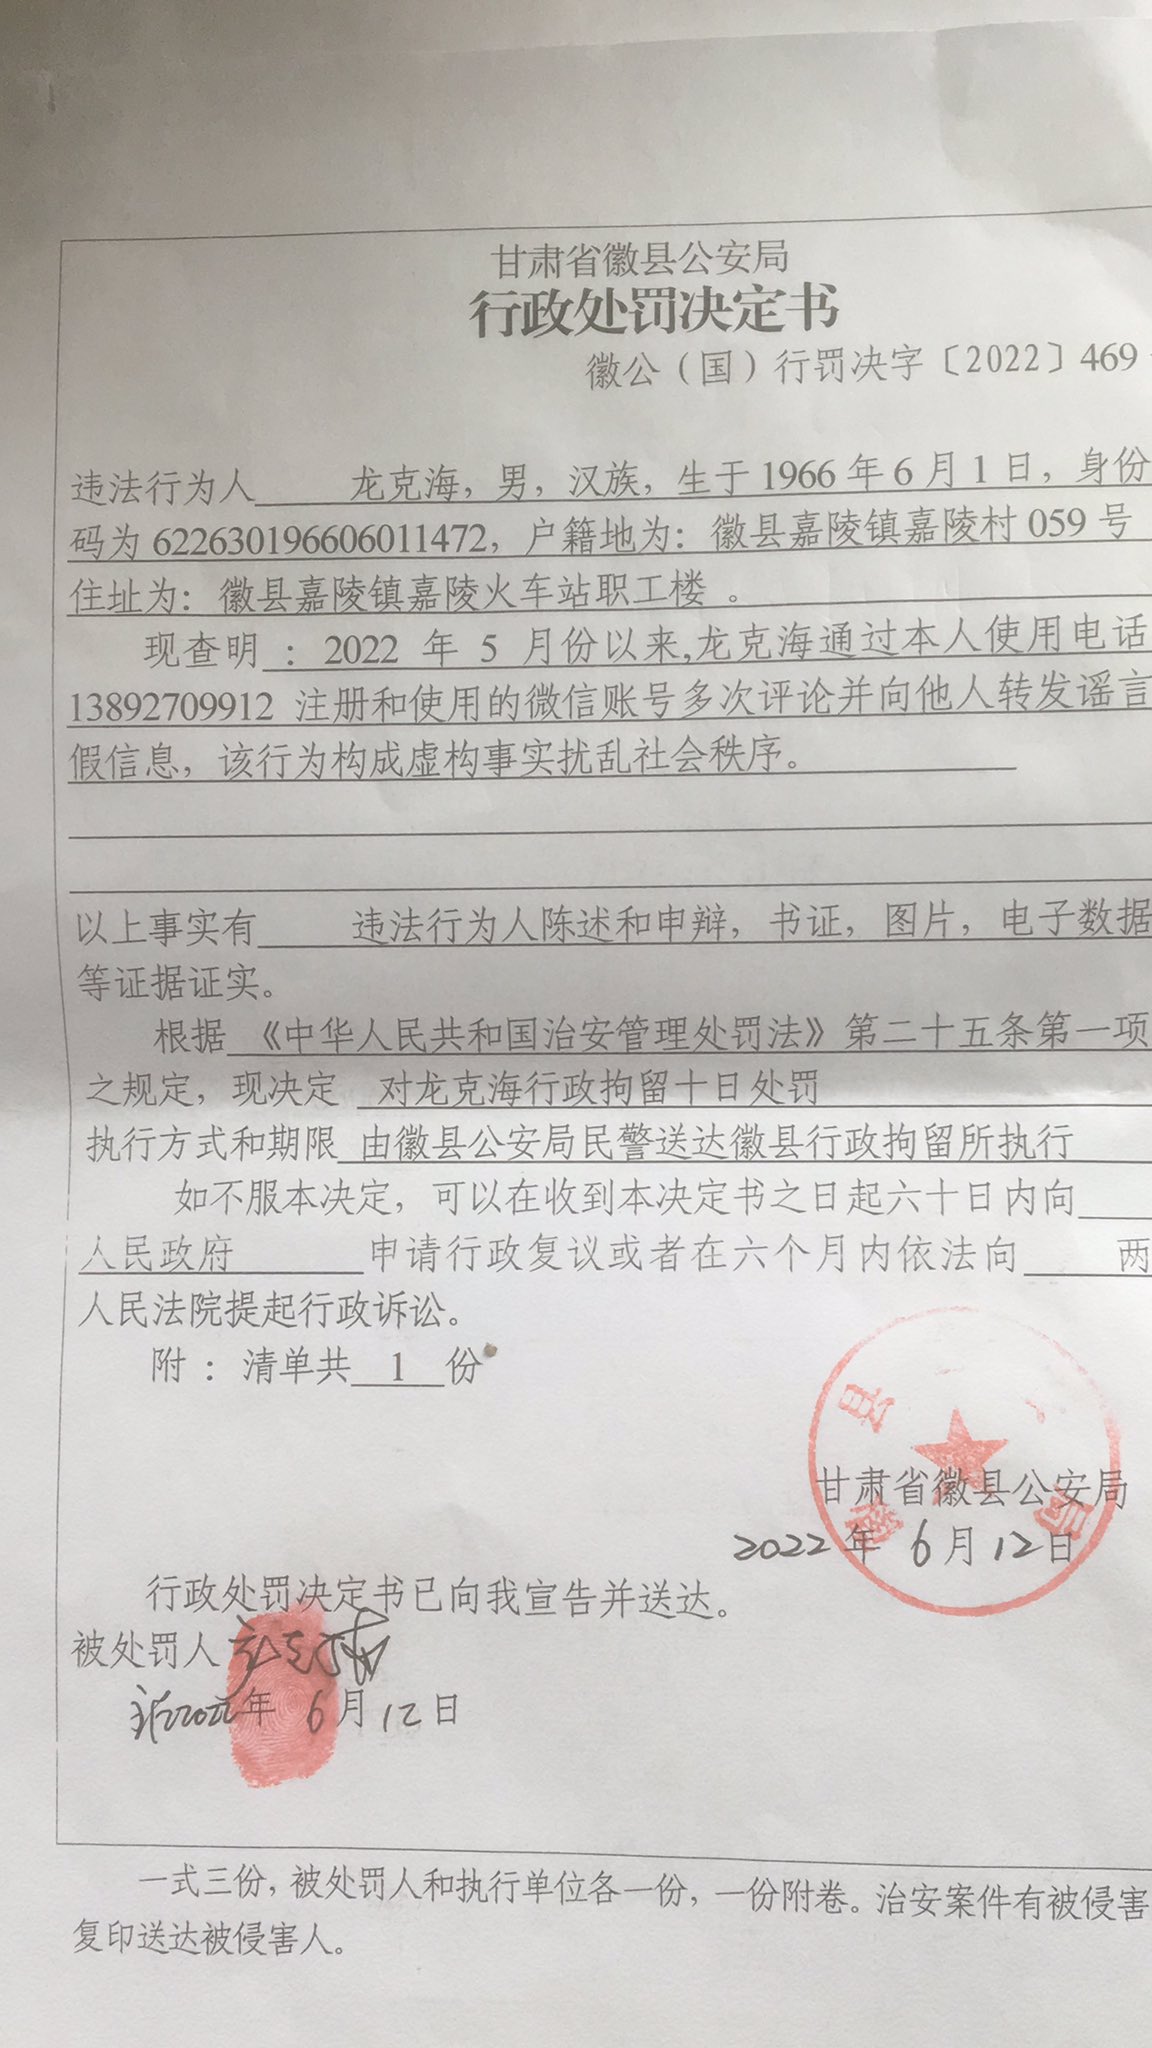 甘肃省徽县公安局
行政处罚决定书
徽公（国）行罚决字〔2022〕469
违法行为人 龙克海，男，汉族，生于1966年6月1日，身份
码为622630196606011472，户籍地为：徽县嘉陵镇嘉陵村059号
住址为：徽县嘉陵镇嘉陵火车站职工楼 。
现查明 ：2022 年 5 月份以来,龙克海通过本人使用电话
13892709912 注册和使用的微信账号多次评论并向他人转发谣言
假信息，该行为构成虚构事实扰乱社会秩序。
以上事实有 违法行为人陈述和申辩，书证，图片，电子数据
等证据证实。
根据 《中华人民共和国治安管理处罚法》第二十五条第一项
之规定，现决定 对龙克海行政拘留十日处罚
执行方式和期限 由徽县公安局民警送达徽县行政拘留所执行
如不服本决定，可以在收到本决定书之日起六十日内向
人民政府 申请行政复议或者在六个月内依法向 两
人民法院提起行政诉讼。
附 ：清单共 1 份
甘肃省徽县公安局
2022年 6月12日
行政处罚决定书已向我宣告并送达。
被处罚人 龙克海
2022年 6月12日
一式三份，被处罚人和执行单位各一份，一份附卷。治安案件有被侵害
复印送达被侵害人。